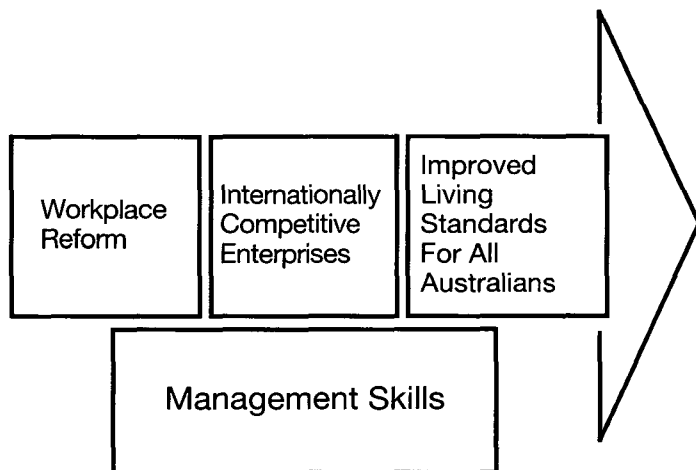 Workplace
Reform
Internationally
Competitive
Enterprises
Improved
Living
Standards
For All
Australians
Management Skills